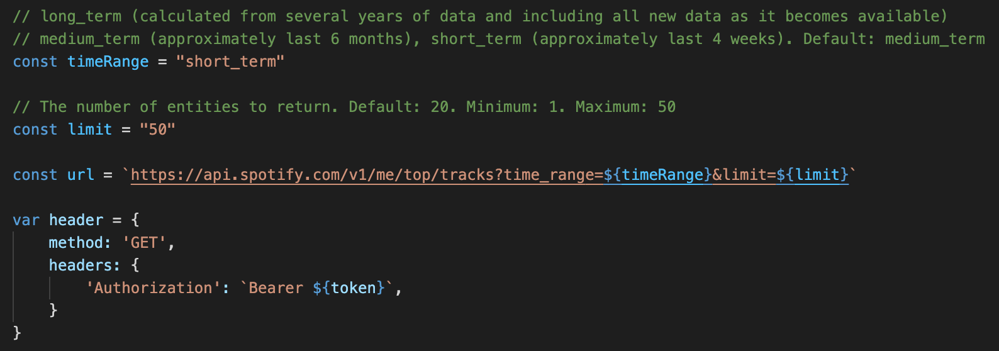 // long_term (calculated from several years of data and including all new data as it becomes available)
// medium_term (approximately last 6 months), short_term (approximately last 4 weeks). Default: medium_term
const timeRange = "short_term"

// The number of entities to return. Default: 20. Minimum: 1. Maximum: 50
const limit = "50"

const url = `https://api.spotify.com/v1/me/top/tracks?time_range=${timeRange}&limit=${limit}`

var header = {
    method: 'GET',
    headers: {
        'Authorization': `Bearer ${token}`,
    }
}